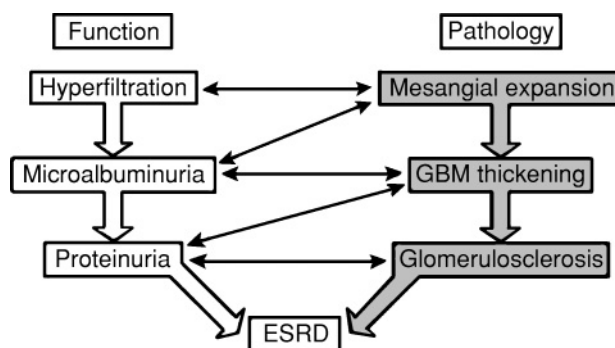 Function
Pathology
Hyperfiltration
Mesangial expansion
Microalbuminuria
GBM thickening
Proteinuria
Glomerulosclerosis
ESRD